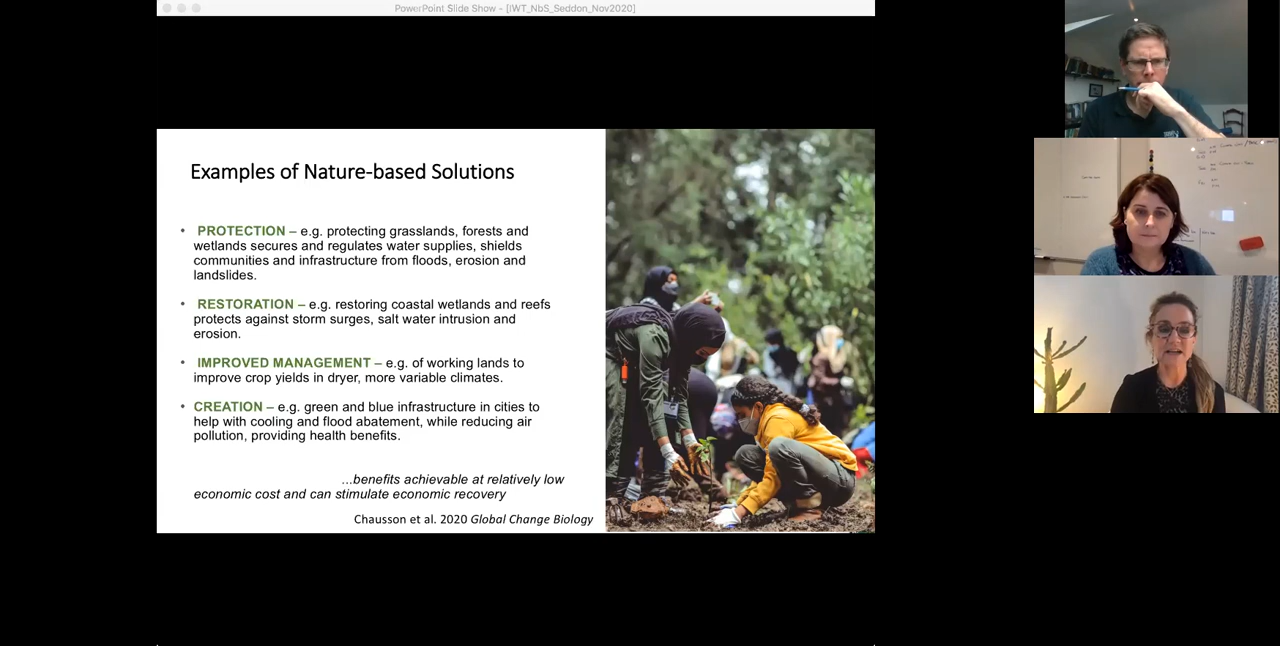 PowerPoint Slide Show - [IWT_NbS_Seddon_Nov2020]
Examples of Nature-based Solutions
• PROTECTION – e.g. protecting grasslands, forests and
wetlands secures and regulates water supplies, shields
communities and infrastructure from floods, erosion and
landslides.
• RESTORATION – e.g. restoring coastal wetlands and reefs
protects against storm surges, salt water intrusion and
erosion.
• IMPROVED MANAGEMENT – e.g. of working lands to
improve crop yields in dryer, more variable climates.
• CREATION – e.g. green and blue infrastructure in cities to
help with cooling and flood abatement, while reducing air
pollution, providing health benefits.
...benefits achievable at relatively low
economic cost and can stimulate economic recovery
Chausson et al. 2020 Global Change Biology